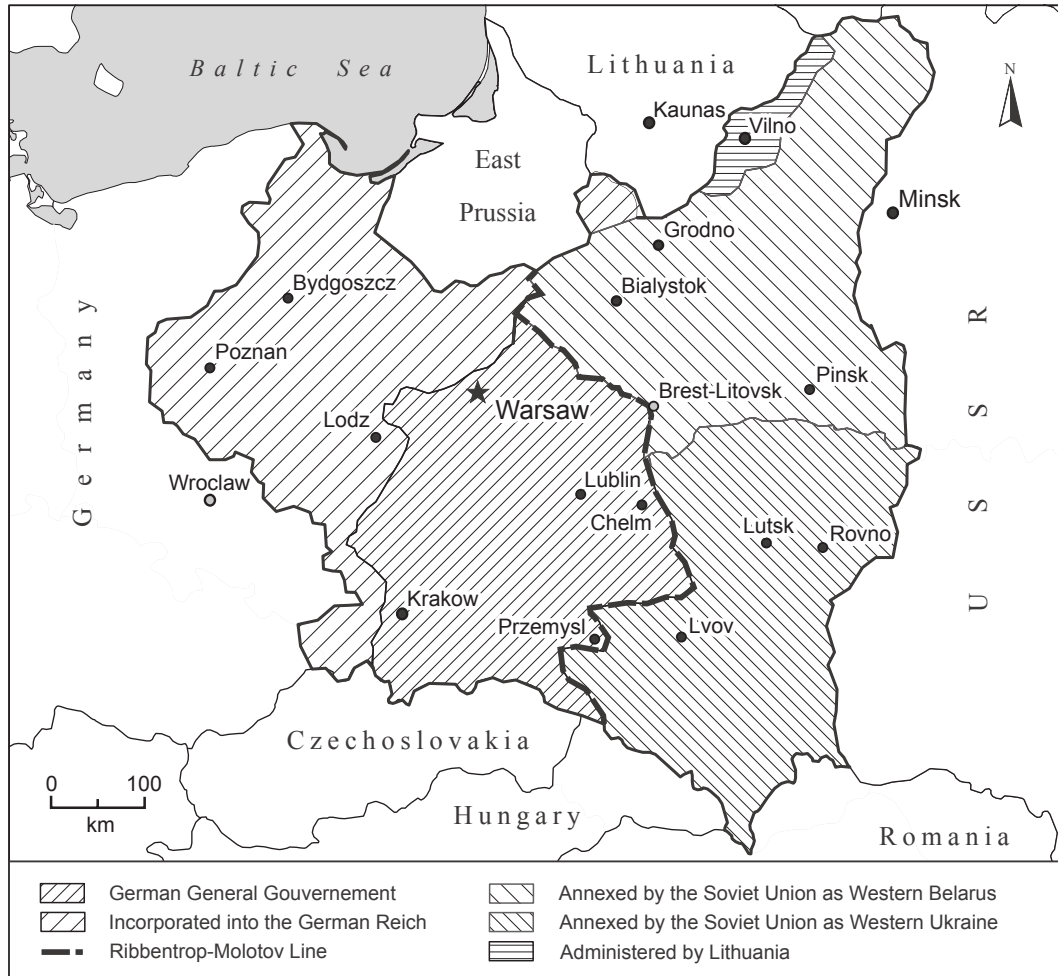 Baltic Sea
Lithuania
N
Kaunas
Vilno
East
Prussia
Minsk
Grodno
Bydgoszcz
Bialystok
Germany
USSR
Poznan
Pinsk
Brest-Litovsk
Warsaw
Lodz
Wroclaw
Lublin
Chelm
Lutsk
Rovno
Krakow
Przemysl
Lvov
Czechoslovakia
0 100
km
Hungary
Romania
German General Gouvernement
Incorporated into the German Reich
Ribbentrop-Molotov Line
Annexed by the Soviet Union as Western Belarus
Annexed by the Soviet Union as Western Ukraine
Administered by Lithuania